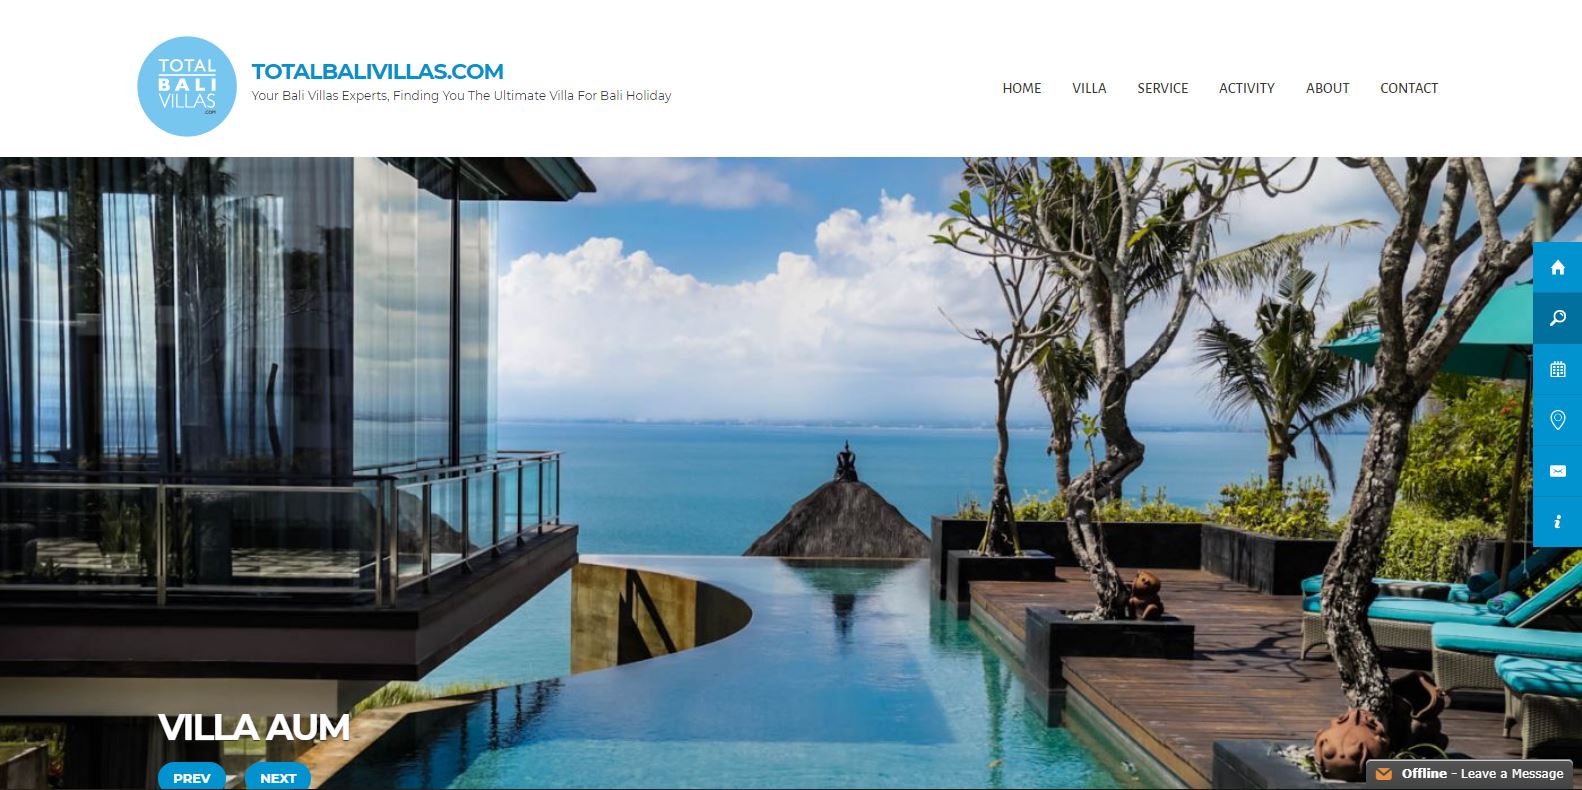 TOTAL
BALI
VILLAS
.COM
TOTALBALIVILLAS.COM
Your Bali Villas Experts, Finding You The Ultimate Villa For Bali Holiday
HOME VILLA SERVICE ACTIVITY ABOUT CONTACT
VILLA AUM
PREV NEXT
Offline - Leave a Message